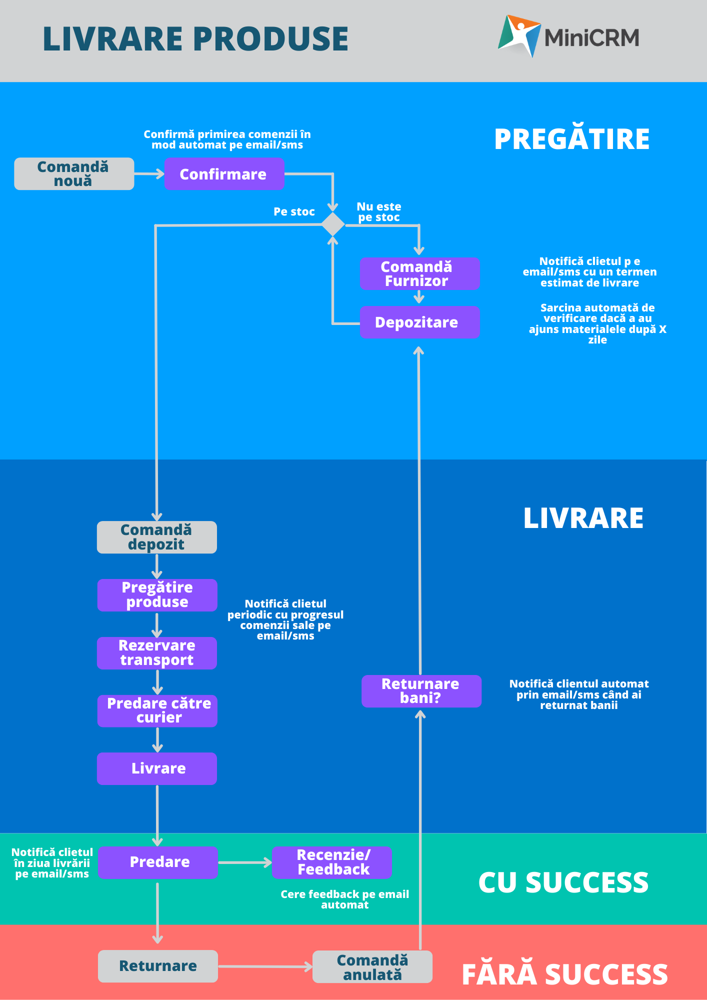 LIVRARE PRODUSE
MiniCRM
PREGĂTIRE
Confirmă primirea comenzii în
mod automat pe email/sms
Comandă
nouă
Confirmare
Pe stoc
Nu este
pe stoc
Comandă
Furnizor
Notifică clietul p e
email/sms cu un termen
estimat de livrare
Depozitare
Sarcina automată de
verificare dacă a au
ajuns materialele după X
zile
LIVRARE
Comandă
depozit
Pregătire
produse
Notifică clietul
periodic cu progresul
comenzii sale pe
email/sms
Rezervare
transport
Returnare
bani?
Notifică clientul automat
prin email/sms când ai
returnat banii
Predare către
curier
Livrare
Notifică clietul
în ziua livrării
pe email/sms
Predare
Recenzie/
Feedback
Cere feedback pe email
automat
CU SUCCESS
Returnare
Comandă
anulată
FĂRĂ SUCCESS